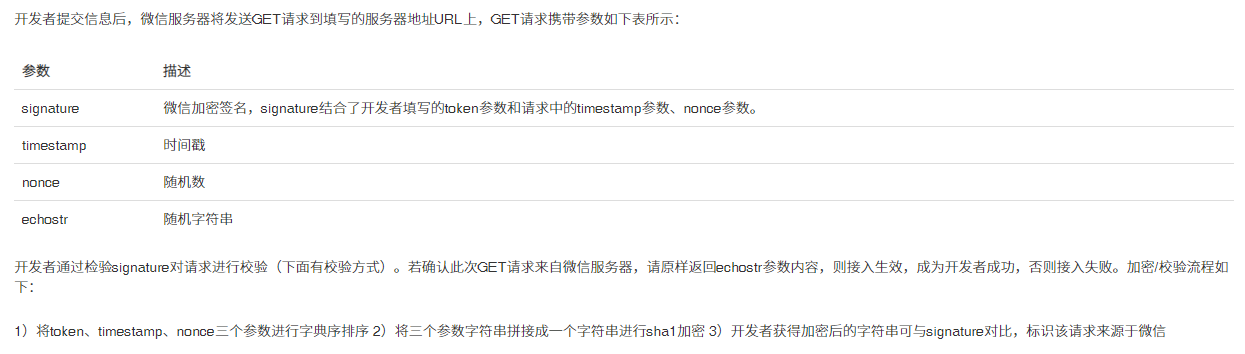 开发者提交信息后，微信服务器将发送GET请求到填写的服务器地址URL上，GET请求携带参数如下表所示：
参数 描述
signature 微信加密签名，signature结合了开发者填写的token参数和请求中的timestamp参数、nonce参数。
timestamp 时间戳
nonce 随机数
echostr 随机字符串
开发者通过检验signature对请求进行校验（下面有校验方式）。若确认此次GET请求来自微信服务器，请原样返回echostr参数内容，则接入生效，成为开发者成功，否则接入失败。加密/校验流程如
下：
1）将token、timestamp、nonce三个参数进行字典序排序 2）将三个参数字符串拼接成一个字符串进行sha1加密 3）开发者获得加密后的字符串可与signature对比，标识该请求来源于微信